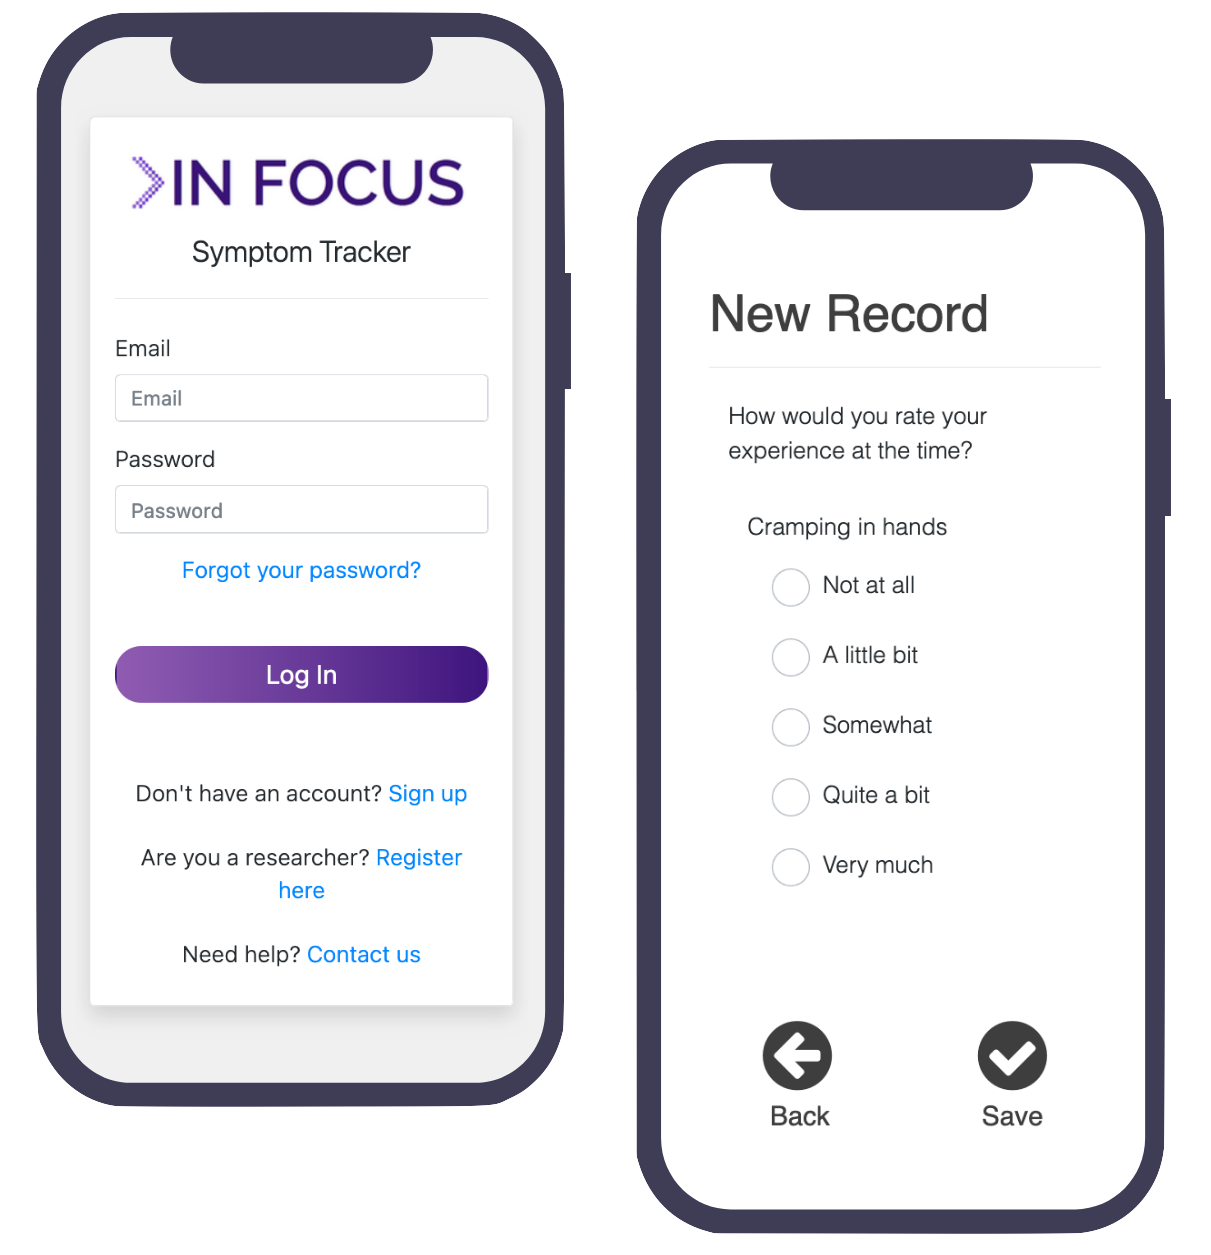 IN FOCUS
Symptom Tracker
Email
Email
Password
Password
Forgot your password?
Log In
Don't have an account? Sign up
Are you a researcher? Register
here
Need help? Contact us
New Record
How would you rate your
experience at the time?
Cramping in hands
Not at all
A little bit
Somewhat
Quite a bit
Very much
Back
Save